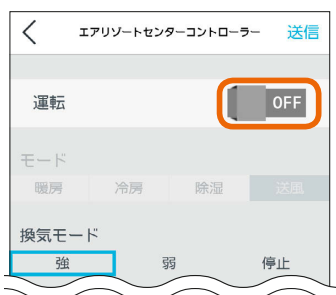 エアリゾートセンターコントローラー 送信
運転 OFF
モード
暖房 冷房 除湿 送風
換気モード
強 弱 停止